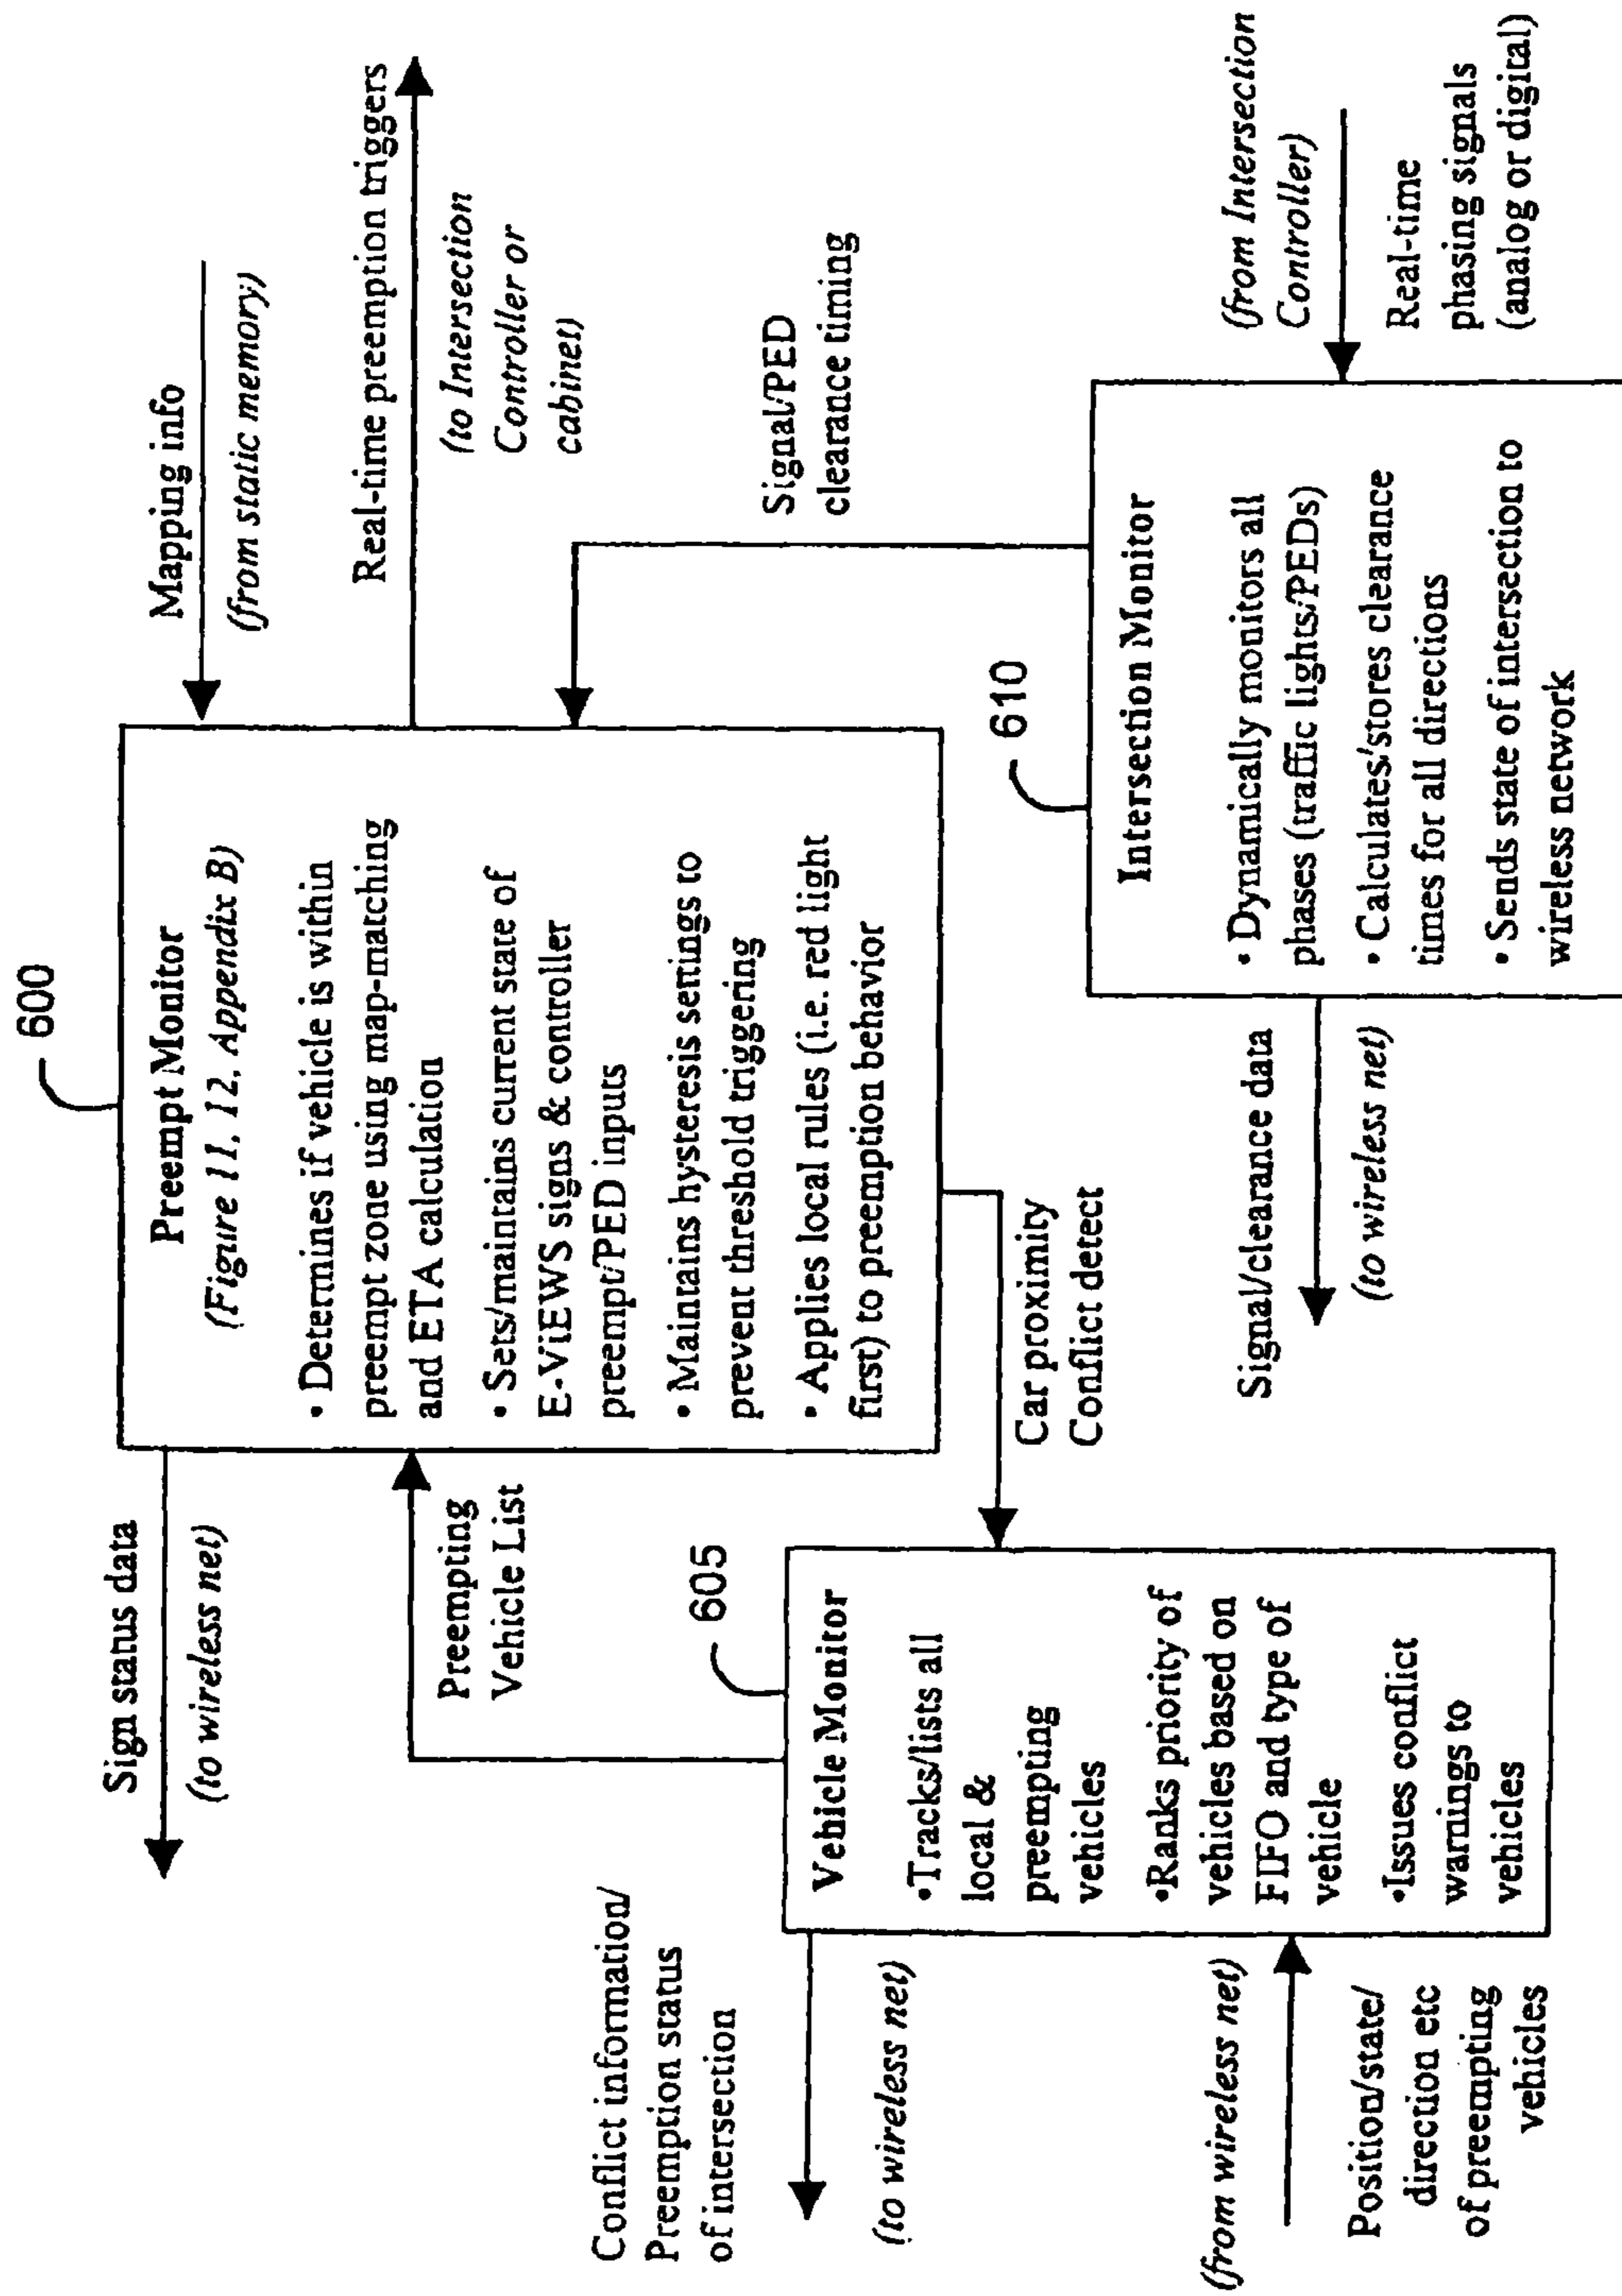 600
Preempt Monitor
(Figure 11, 12, Appendix B)
• Determines if vehicle is within
preempt zone using map-matching
and ETA calculation
• Sets/maintains current state of
E-ViEWS signs & controller
preempt/PED inputs
• Maintains hysteresis settings to
prevent threshold triggering
• Applies local rules (i.e. red light
first) to preemption behavior
Sign status data
(to wireless net)
Mapping info
(from static memory)
Real-time preemption triggers
(to Intersection
Controller or
cabinet)
Preempting
Vehicle List
Signal/PED
clearance timing
Car proximity
Conflict detect
605
Vehicle Monitor
•Tracks/lists all
local &
preempting
vehicles
•Ranks priority of
vehicles based on
FIFO and type of
vehicle
•Issues conflict
warnings to
vehicles
Conflict information/
Preemption status
of intersection
(to wireless net)
(from wireless net)
Position/state/
direction etc
of preempting
vehicles
610
Intersection Monitor
• Dynamically monitors all
phases (traffic lights/PEDs)
• Calculates/stores clearance
times for all directions
• Sends state of intersection to
wireless network
Signal/clearance data
(to wireless net)
(from Intersection
Controller)
Real-time
phasing signals
(analog or digital)